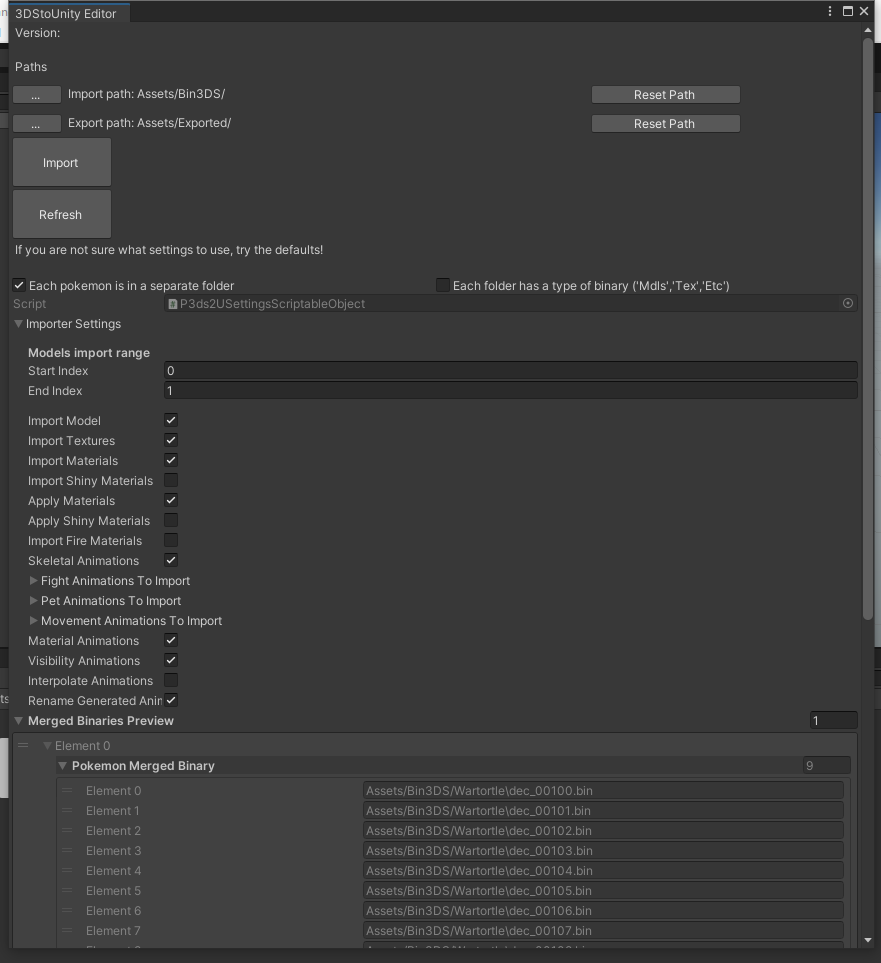 3DStoUnity Editor
Version:
Paths
... Import path: Assets/Bin3DS/ Reset Path
... Export path: Assets/Exported/ Reset Path
Import
Refresh
If you are not sure what settings to use, try the defaults!
Each pokemon is in a separate folder Each folder has a type of binary ('Mdls','Tex','Etc')
Script P3ds2USettingsScriptableObject
Importer Settings
Models import range
Start Index 0
End Index 1
Import Model
Import Textures
Import Materials
Import Shiny Materials
Apply Materials
Apply Shiny Materials
Import Fire Materials
Skeletal Animations
Fight Animations To Import
Pet Animations To Import
Movement Animations To Import
Material Animations
Visibility Animations
Interpolate Animations
Rename Generated Anim
Merged Binaries Preview 1
Element 0
Pokemon Merged Binary 9
Element 0 Assets/Bin3DS/Wartortle\dec_00100.bin
Element 1 Assets/Bin3DS/Wartortle\dec_00101.bin
Element 2 Assets/Bin3DS/Wartortle\dec_00102.bin
Element 3 Assets/Bin3DS/Wartortle\dec_00103.bin
Element 4 Assets/Bin3DS/Wartortle\dec_00104.bin
Element 5 Assets/Bin3DS/Wartortle\dec_00105.bin
Element 6 Assets/Bin3DS/Wartortle\dec_00106.bin
Element 7 Assets/Bin3DS/Wartortle\dec_00107.bin